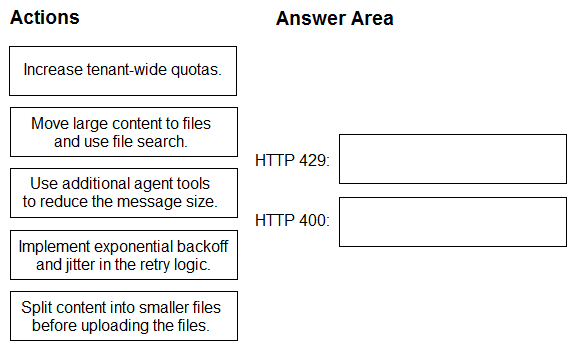 Actions
Answer Area
Increase tenant-wide quotas.
Move large content to files
and use file search.
Use additional agent tools
to reduce the message size.
Implement exponential backoff
and jitter in the retry logic.
Split content into smaller files
before uploading the files.
HTTP 429:
HTTP 400: